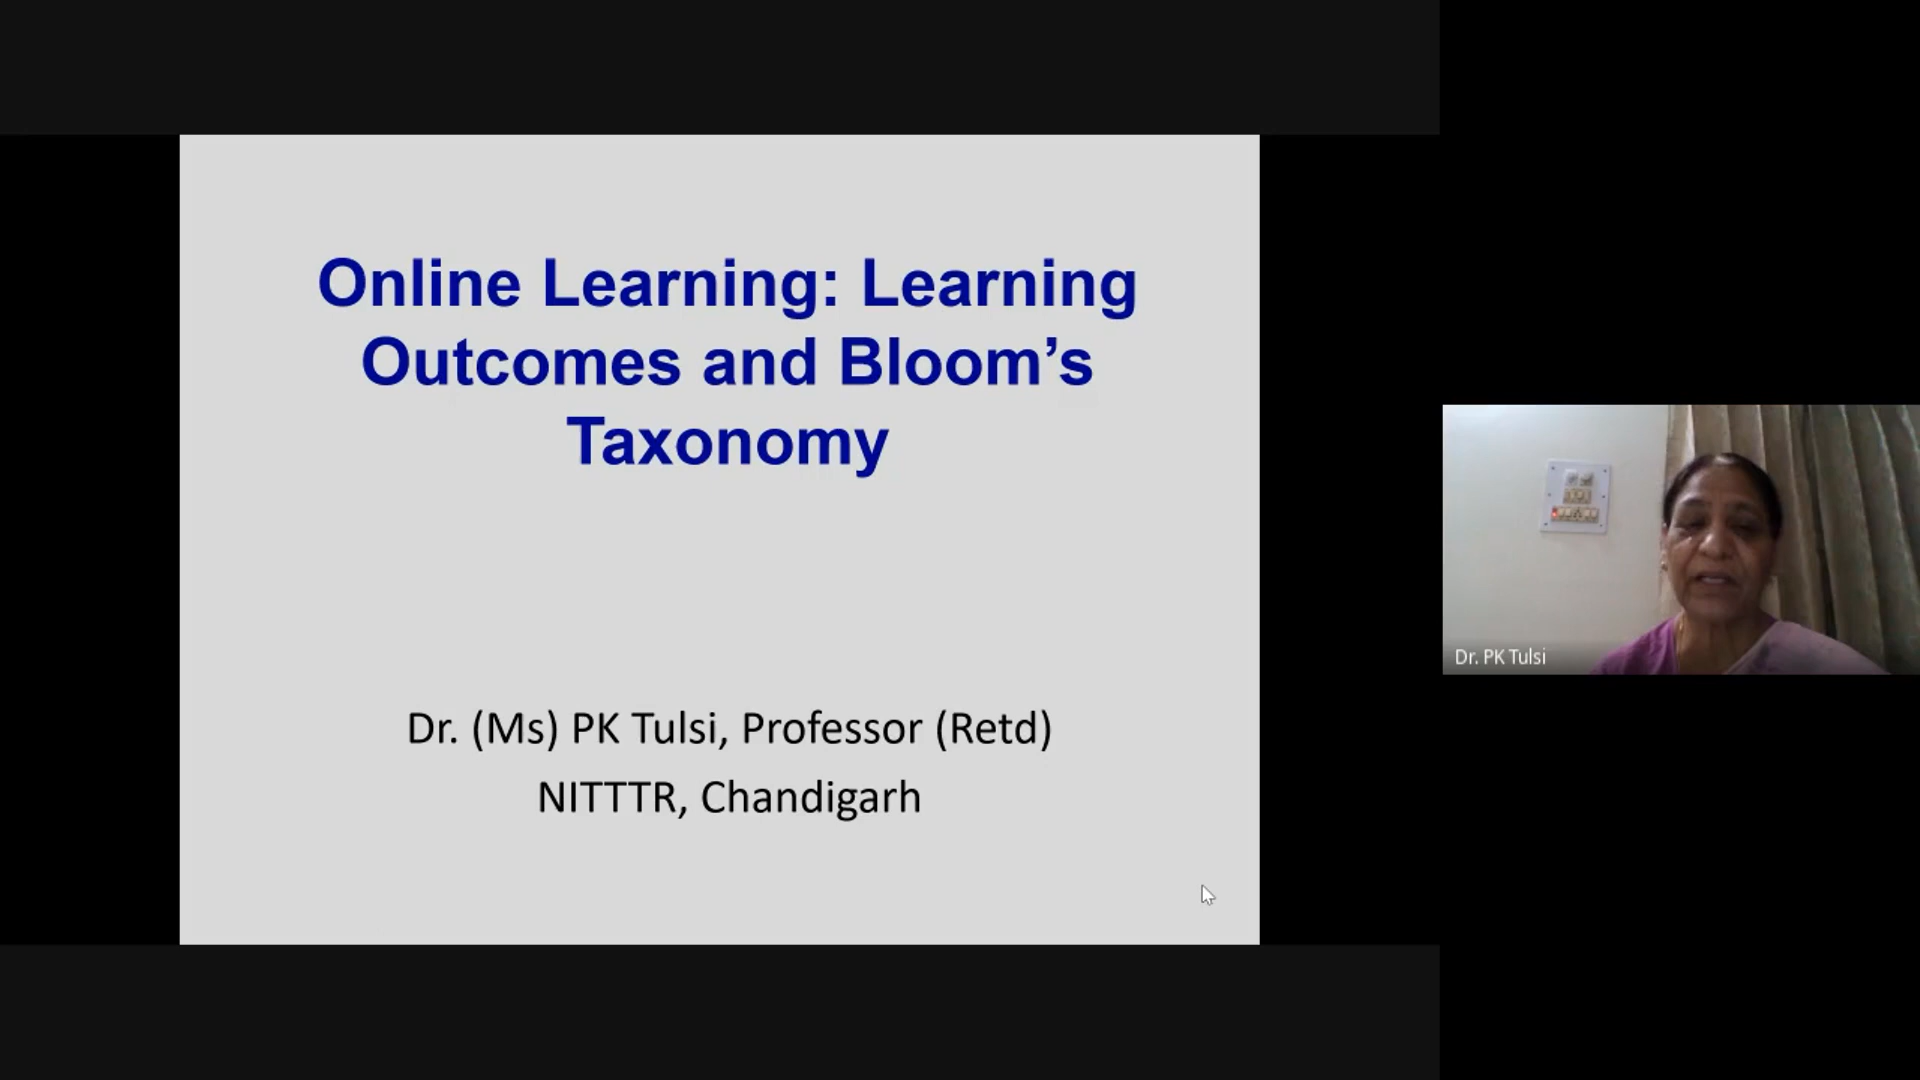 Online Learning: Learning
Outcomes and Bloom’s
Taxonomy
Dr. (Ms) PK Tulsi, Professor (Retd)
NITTTR, Chandigarh
Dr. PK Tulsi